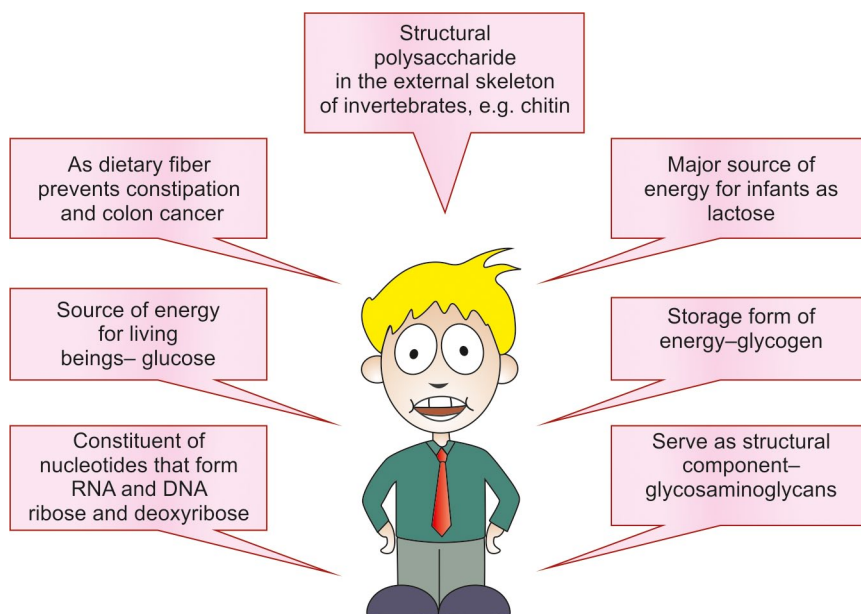 Structural
polysaccharide
in the external skeleton
of invertebrates, e.g. chitin
As dietary fiber
prevents constipation
and colon cancer
Major source of
energy for infants as
lactose
Source of energy
for living
beings– glucose
Storage form of
energy–glycogen
Constituent of
nucleotides that form
RNA and DNA
ribose and deoxyribose
Serve as structural
component–
glycosaminoglycans